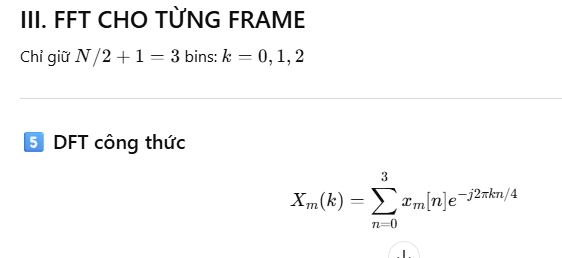 III. FFT CHO TỪNG FRAME
Chỉ giữ N/2 + 1 = 3 bins: k = 0, 1, 2
5 DFT công thức
X_m(k) = \sum_{n=0}^{3} x_m[n]e^{-j2πkn/4}